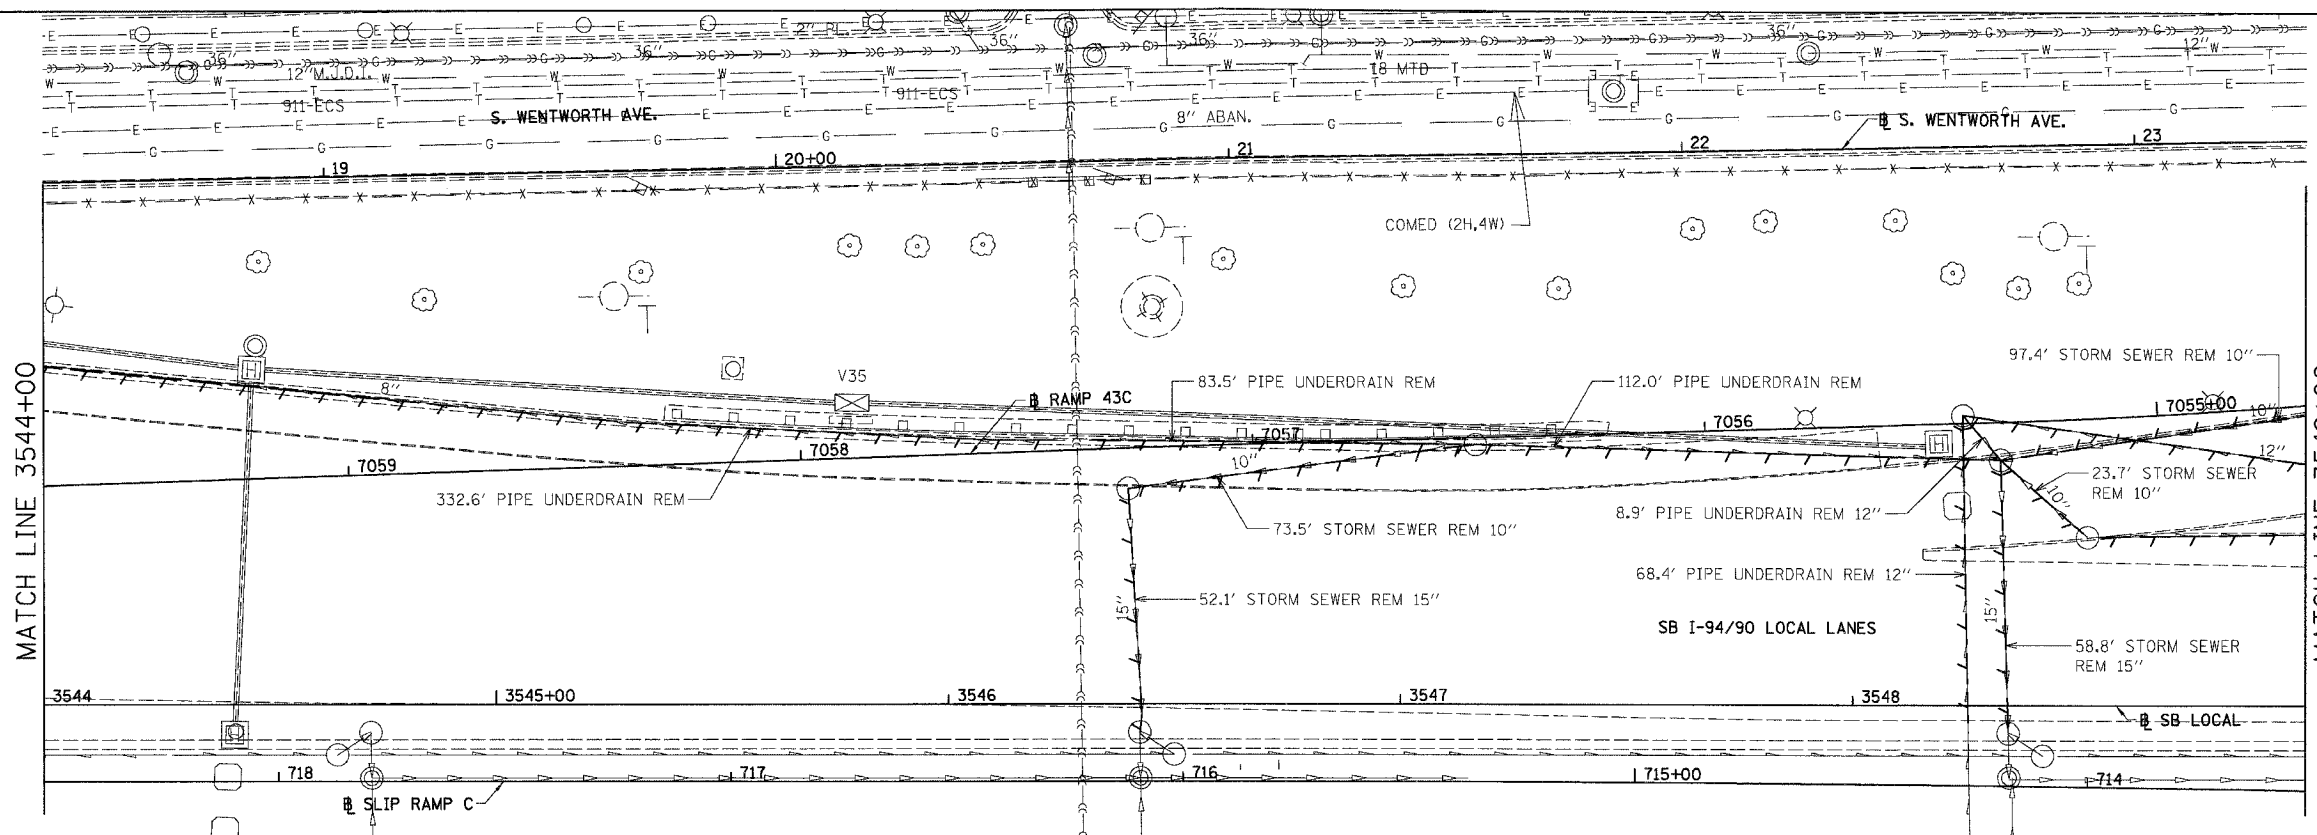 2" PL.
36"
36"
36"
36"
36"
12"
12"M.J.D.T.
18 MTD
911-ECS
911-ECS
S. WENTWORTH AVE.
8" ABAN.
℄ S. WENTWORTH AVE.
19
20+00
21
22
23
COMED (2H,4W)
MATCH LINE 3544+00
97.4' STORM SEWER REM 10"
V35
83.5' PIPE UNDERDRAIN REM
112.0' PIPE UNDERDRAIN REM
8"
℄ RAMP 43C
7059
7058
7057
7056
7055+00
10"
10"
12"
332.6' PIPE UNDERDRAIN REM
73.5' STORM SEWER REM 10"
23.7' STORM SEWER
REM 10"
10"
8.9' PIPE UNDERDRAIN REM 12"
68.4' PIPE UNDERDRAIN REM 12"
52.1' STORM SEWER REM 15"
15"
15"
SB I-94/90 LOCAL LANES
58.8' STORM SEWER
REM 15"
3544
3545+00
3546
3547
3548
℄ SB LOCAL
718
717
716
715+00
714
℄ SLIP RAMP C